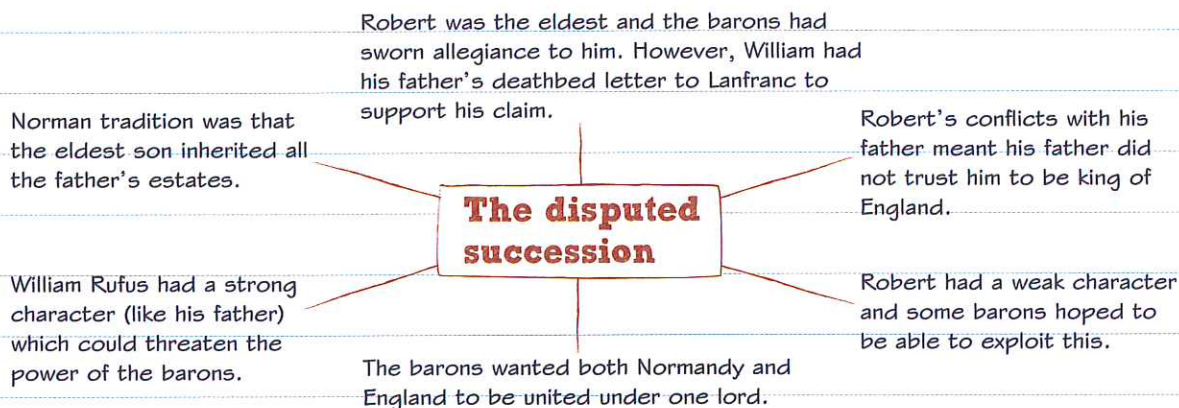 Robert was the eldest and the barons had
sworn allegiance to him. However, William had
his father's deathbed letter to Lanfranc to
support his claim.
Norman tradition was that
the eldest son inherited all
the father's estates.
Robert's conflicts with his
father meant his father did
not trust him to be king of
England.
The disputed
succession
William Rufus had a strong
character (like his father)
which could threaten the
power of the barons.
Robert had a weak character
and some barons hoped to
be able to exploit this.
The barons wanted both Normandy and
England to be united under one lord.